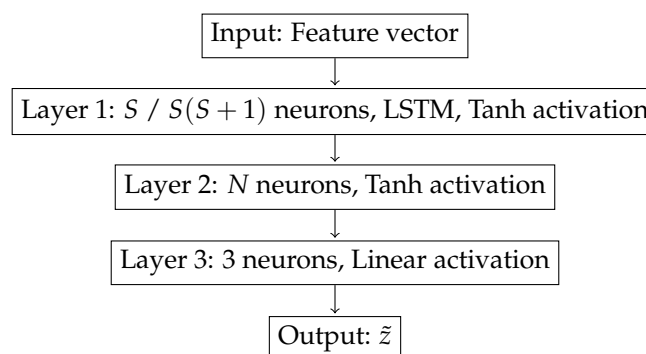 Input: Feature vector
Layer 1: S / S(S + 1) neurons, LSTM, Tanh activation
Layer 2: N neurons, Tanh activation
Layer 3: 3 neurons, Linear activation
Output: z̃